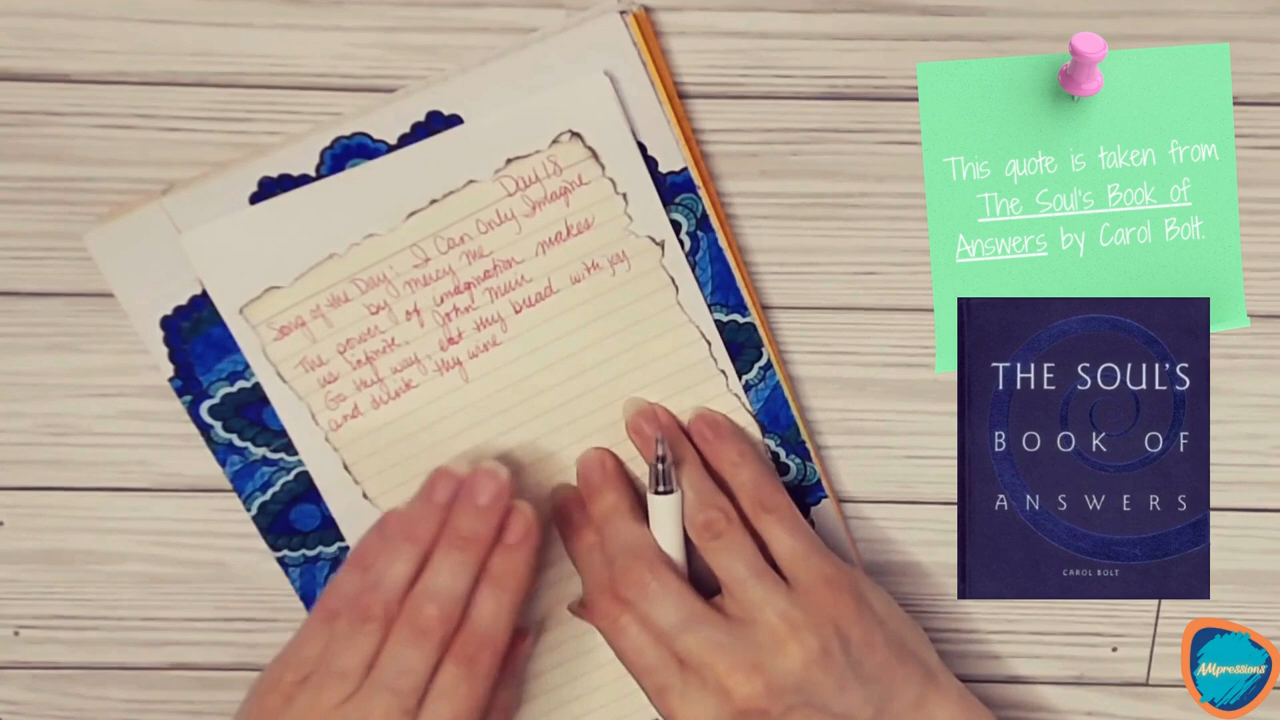 Day 18
Song of the Day: I Can Only Imagine
by mercy me
The power of imagination makes
us infinite. John Muir
Go thy way, eat thy bread with joy
and drink thy wine
This quote is taken from
The Soul's Book of
Answers by Carol Bolt.
THE SOUL'S
BOOK OF
ANSWERS
CAROL BOLT
AMpressions